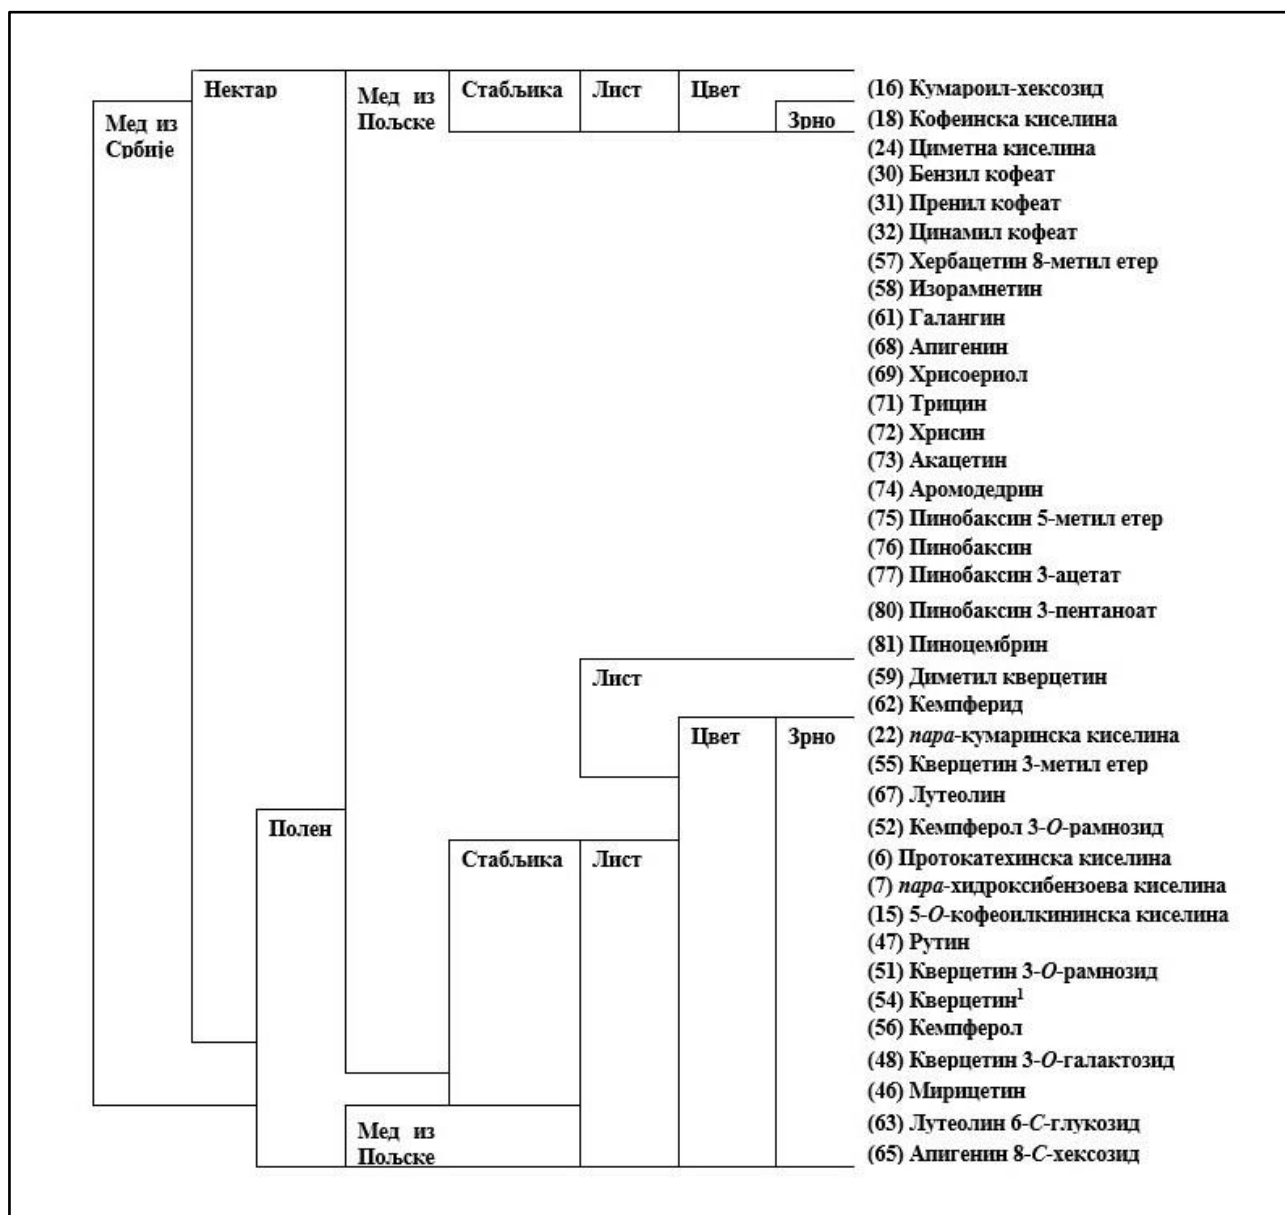 Мед из
Србије
Нектар
Мед из
Пољске
Стабљика
Лист
Цвет
Зрно
(16) Кумароил-хексозид
(18) Кофеинска киселина
(24) Циметна киселина
(30) Бензил кофеат
(31) Пренил кофеат
(32) Цинамил кофеат
(57) Хербацетин 8-метил етер
(58) Изорамнетин
(61) Галангин
(68) Апигенин
(69) Хрисоериол
(71) Трицин
(72) Хрисин
(73) Акацетин
(74) Аромодедрин
(75) Пинобаксин 5-метил етер
(76) Пинобаксин
(77) Пинобаксин 3-ацетат
(80) Пинобаксин 3-пентаноат
(81) Пиноцембрин
Лист
(59) Диметил кверцетин
(62) Кемпферид
Цвет
Зрно
(22) пара-кумаринска киселина
(55) Кверцетин 3-метил етер
(67) Лутеолин
Полен
(52) Кемпферол 3-О-рамнозид
Стабљика
Лист
(6) Протокатехинска киселина
(7) пара-хидроксибензоева киселина
(15) 5-О-кофеоилкининска киселина
(47) Рутин
(51) Кверцетин 3-О-рамнозид
(54) Кверцетин¹
(56) Кемпферол
(48) Кверцетин 3-О-галактозид
(46) Мирицетин
Мед из
Пољске
(63) Лутеолин 6-С-глукозид
(65) Апигенин 8-С-хексозид